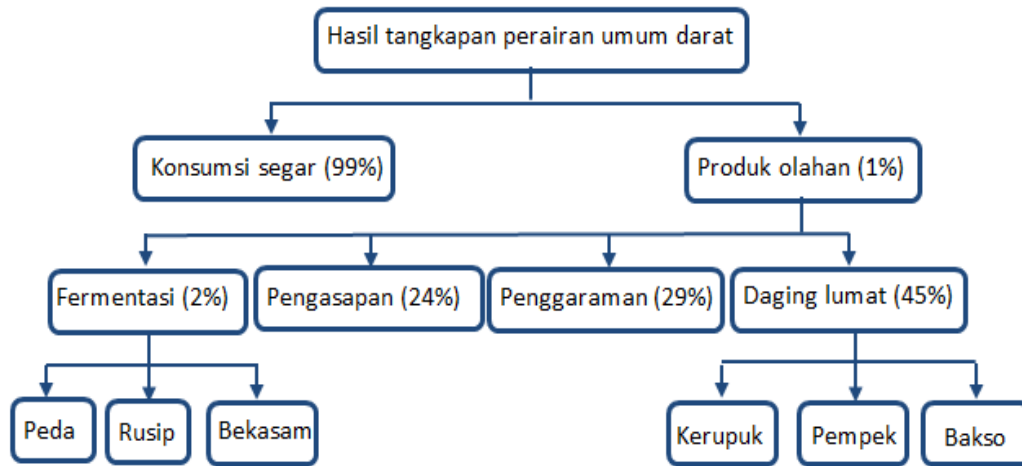 Hasil tangkapan perairan umum darat
Konsumsi segar (99%)
Produk olahan (1%)
Fermentasi (2%)
Pengasapan (24%)
Penggaraman (29%)
Daging lumat (45%)
Peda
Rusip
Bekasam
Kerupuk
Pempek
Bakso